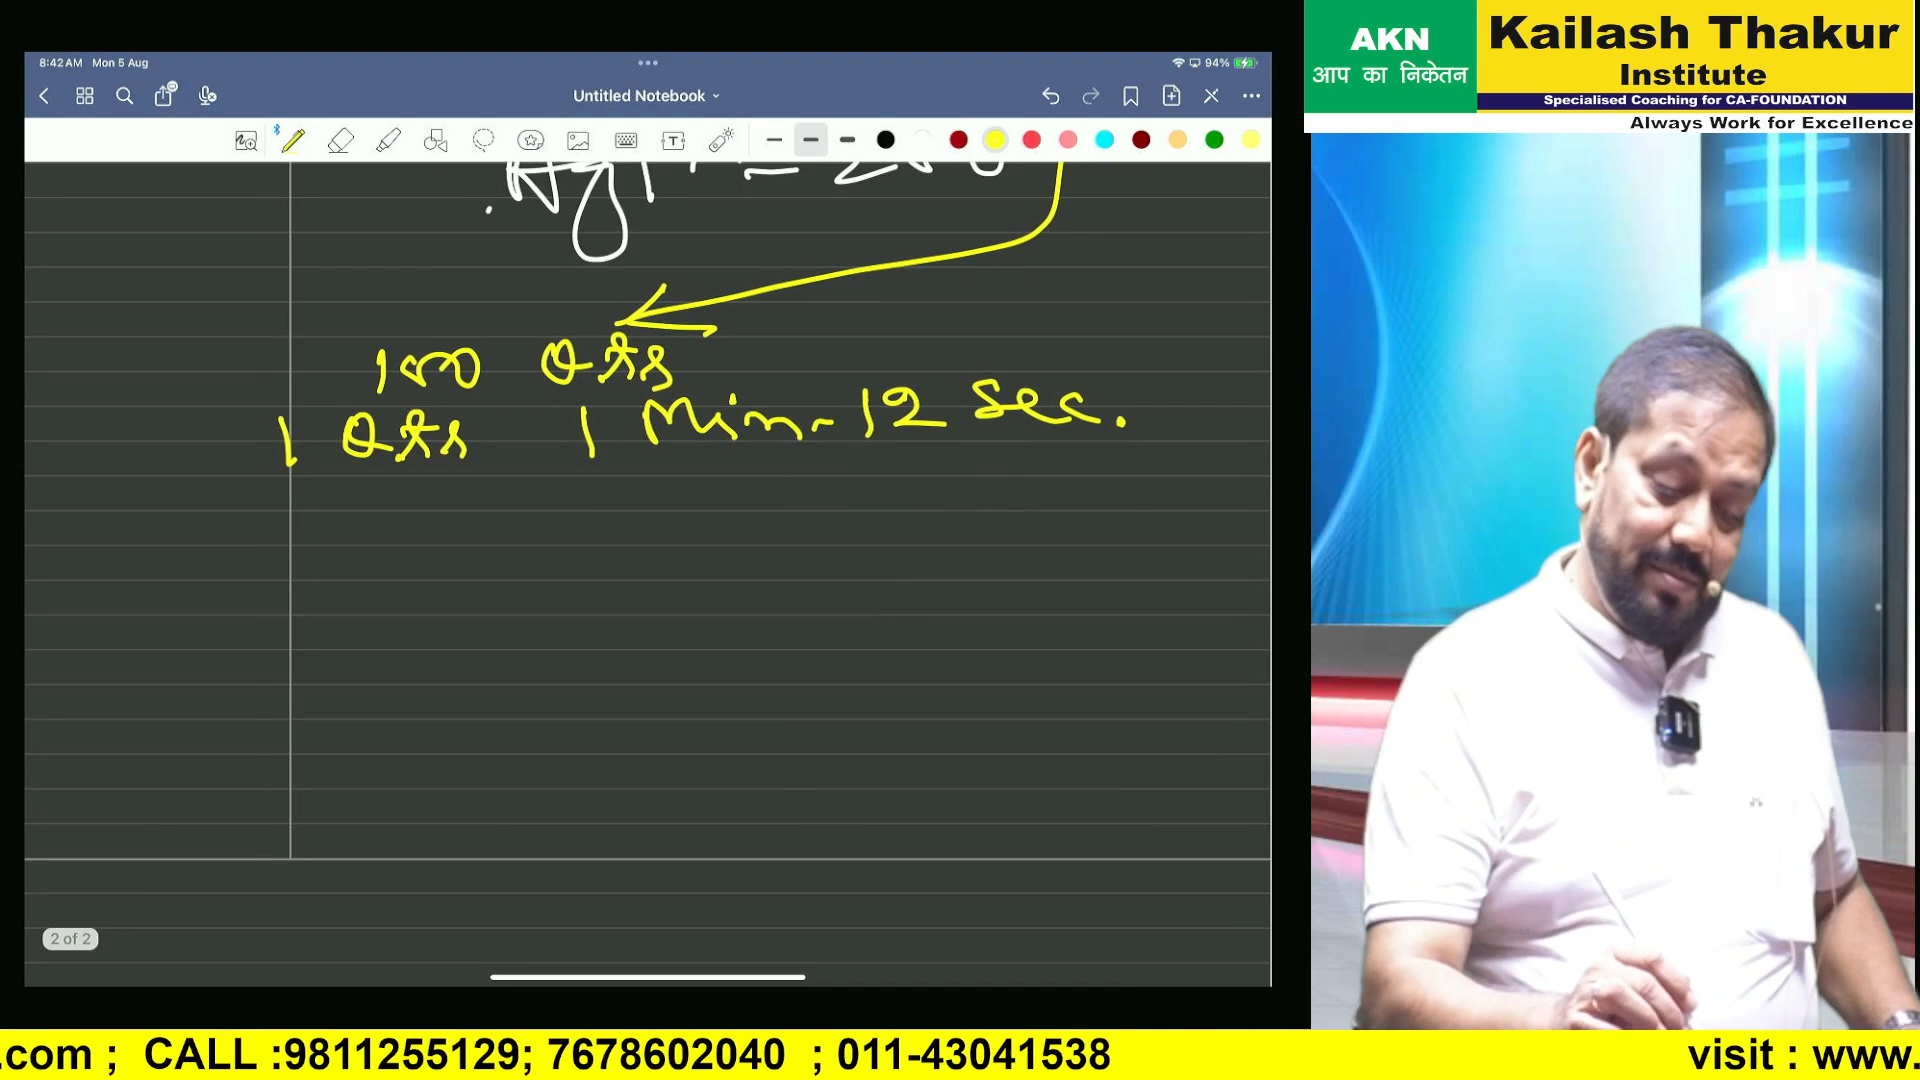 AKN
आप का निकेतन
Kailash Thakur
Institute
Specialised Coaching for CA-FOUNDATION
Always Work for Excellence
8:42AM Mon 5 Aug
94%
Untitled Notebook
T
100 Qts
1 Qts 1 Min - 12 Sec.
2 of 2
.com ; CALL :9811255129; 7678602040 ; 011-43041538
visit : www.